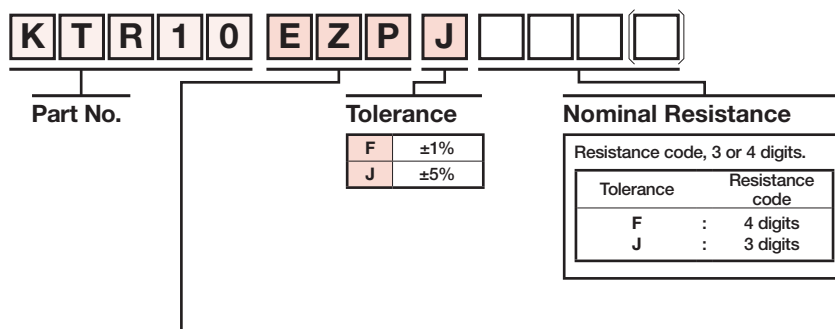 K T R 1 0 E Z P J
Part No.
Tolerance
F ±1%
J ±5%
Nominal Resistance
Resistance code, 3 or 4 digits.
Tolerance Resistance code
F : 4 digits
J : 3 digits